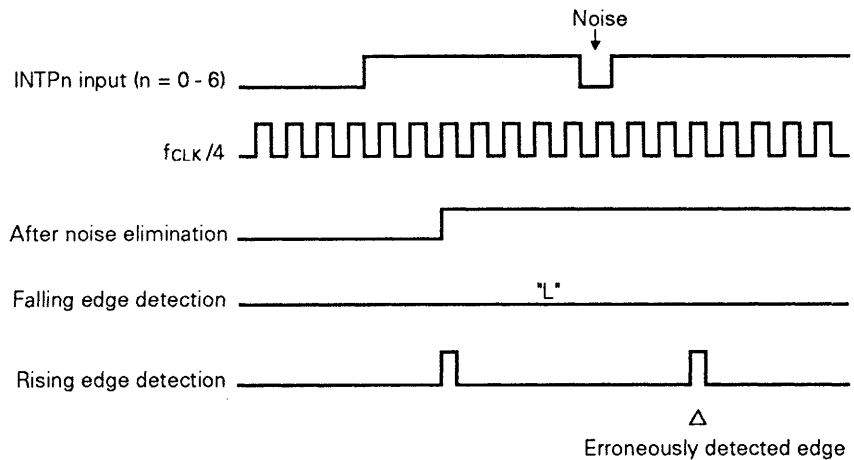 Noise
INTPn input (n = 0 - 6)
fCLK/4
After noise elimination
"L"
Falling edge detection
Rising edge detection
Erroneously detected edge